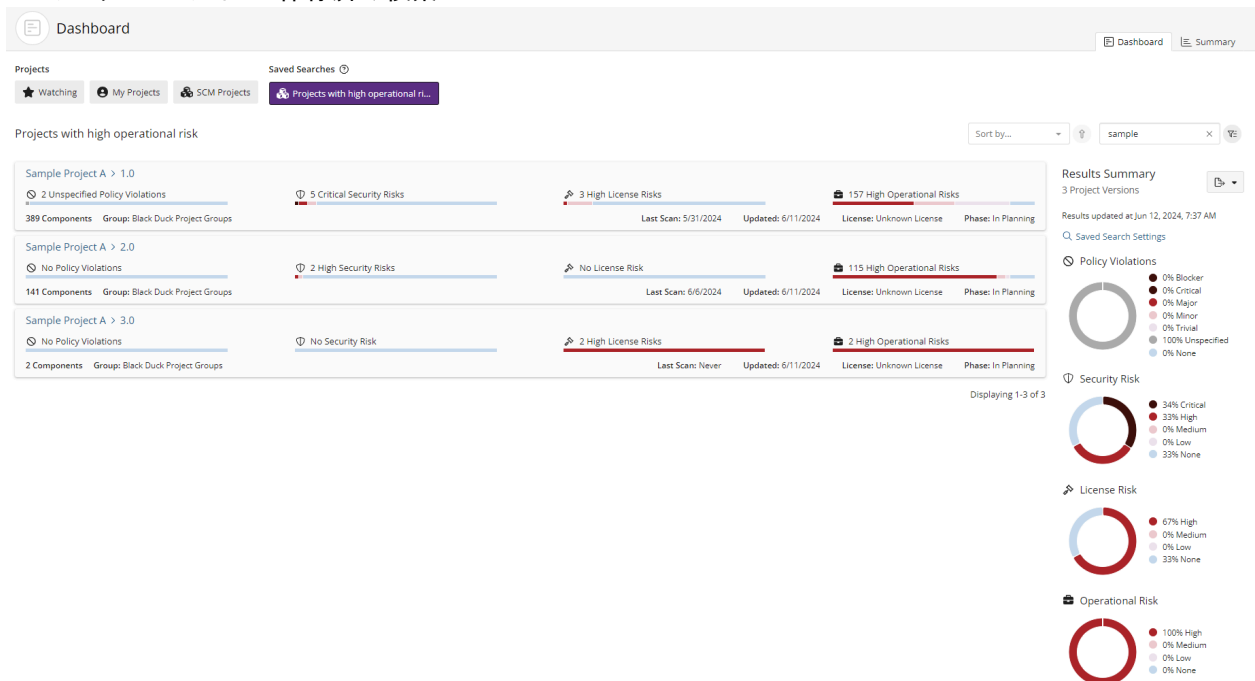 Dashboard
Dashboard
Summary
Projects
Saved Searches
Watching
My Projects
SCM Projects
Projects with high operational ri...
Projects with high operational risk
Sort by...
sample
Sample Project A > 1.0
2 Unspecified Policy Violations
5 Critical Security Risks
3 High License Risks
157 High Operational Risks
389 Components Group: Black Duck Project Groups
Last Scan: 5/31/2024 Updated: 6/11/2024 License: Unknown License Phase: In Planning
Sample Project A > 2.0
No Policy Violations
2 High Security Risks
No License Risk
115 High Operational Risks
141 Components Group: Black Duck Project Groups
Last Scan: 6/6/2024 Updated: 6/11/2024 License: Unknown License Phase: In Planning
Sample Project A > 3.0
No Policy Violations
No Security Risk
2 High License Risks
2 High Operational Risks
2 Components Group: Black Duck Project Groups
Last Scan: Never Updated: 6/11/2024 License: Unknown License Phase: In Planning
Displaying 1-3 of 3
Results Summary
3 Project Versions
Results updated at Jun 12, 2024, 7:37 AM
Saved Search Settings
Policy Violations
0% Blocker
0% Critical
0% Major
0% Minor
0% Trivial
100% Unspecified
0% None
Security Risk
34% Critical
33% High
0% Medium
0% Low
33% None
License Risk
67% High
0% Medium
0% Low
33% None
Operational Risk
100% High
0% Medium
0% Low
0% None